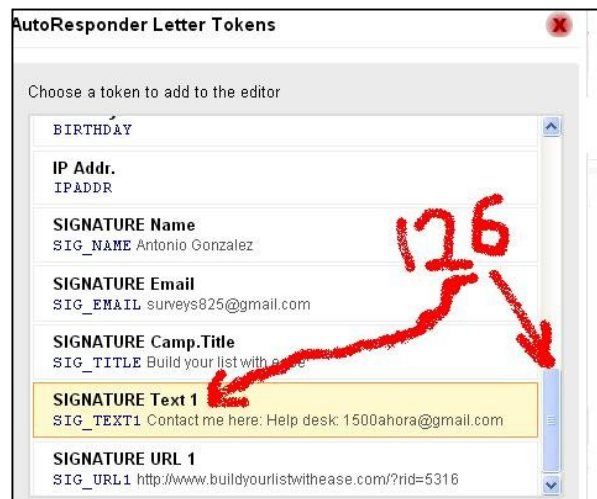 AutoResponder Letter Tokens
Choose a token to add to the editor
BIRTHDAY
IP Addr.
IPADDR
126
SIGNATURE Name
SIG_NAME Antonio Gonzalez
SIGNATURE Email
SIG_EMAIL surveys825@gmail.com
SIGNATURE Camp.Title
SIG_TITLE Build your list with ease
SIGNATURE Text 1
SIG_TEXT1 Contact me here: Help desk: 1500ahora@gmail.com
SIGNATURE URL 1
SIG_URL1 http://www.buildyourlistwithease.com/?rid=5316